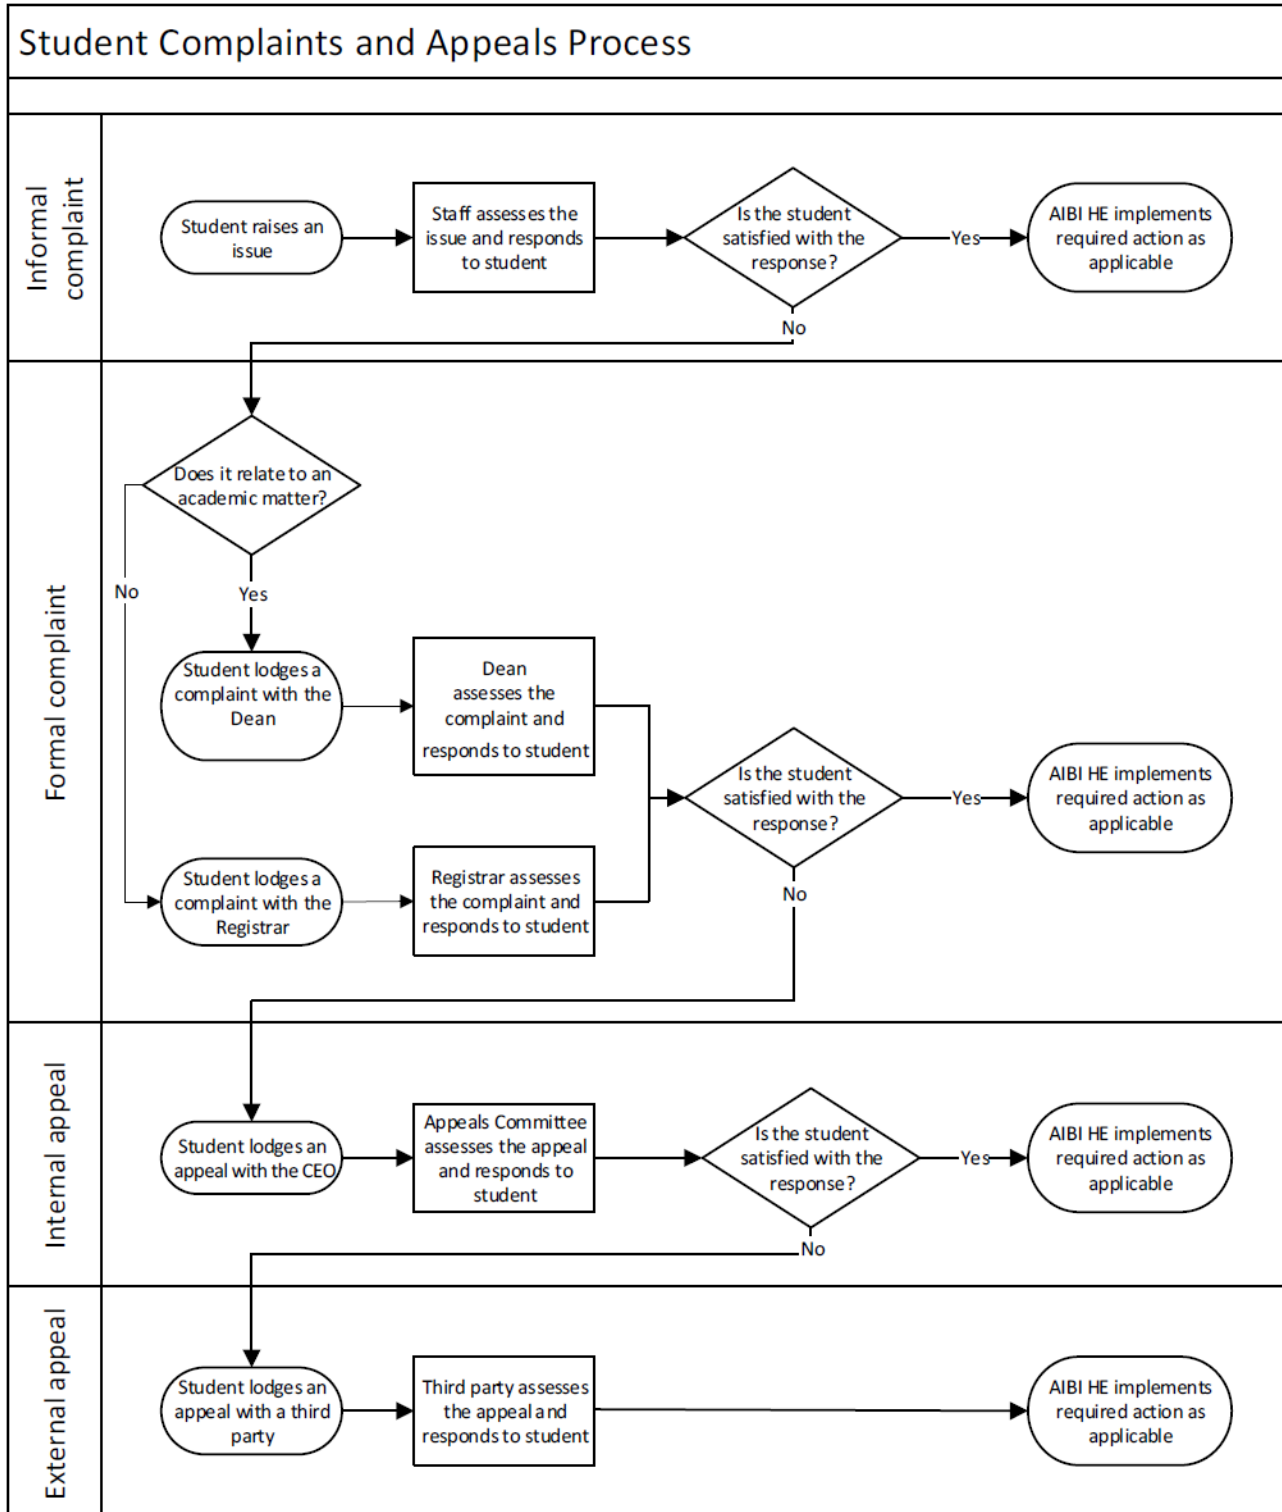 Student Complaints and Appeals Process
Informal
complaint
Student raises an
issue
Staff assesses the
issue and responds
to student
Is the student
satisfied with the
response?
Yes
AIBI HE implements
required action as
applicable
No
Formal complaint
Does it relate to an
academic matter?
No
Yes
Student lodges a
complaint with the
Dean
Dean
assesses the
complaint and
responds to student
Is the student
satisfied with the
response?
Yes
AIBI HE implements
required action as
applicable
Student lodges a
complaint with the
Registrar
Registrar assesses
the complaint and
responds to student
No
Internal appeal
Student lodges an
appeal with the CEO
Appeals Committee
assesses the appeal
and responds to
student
Is the student
satisfied with the
response?
Yes
AIBI HE implements
required action as
applicable
No
External appeal
Student lodges an
appeal with a third
party
Third party assesses
the appeal and
responds to student
AIBI HE implements
required action as
applicable